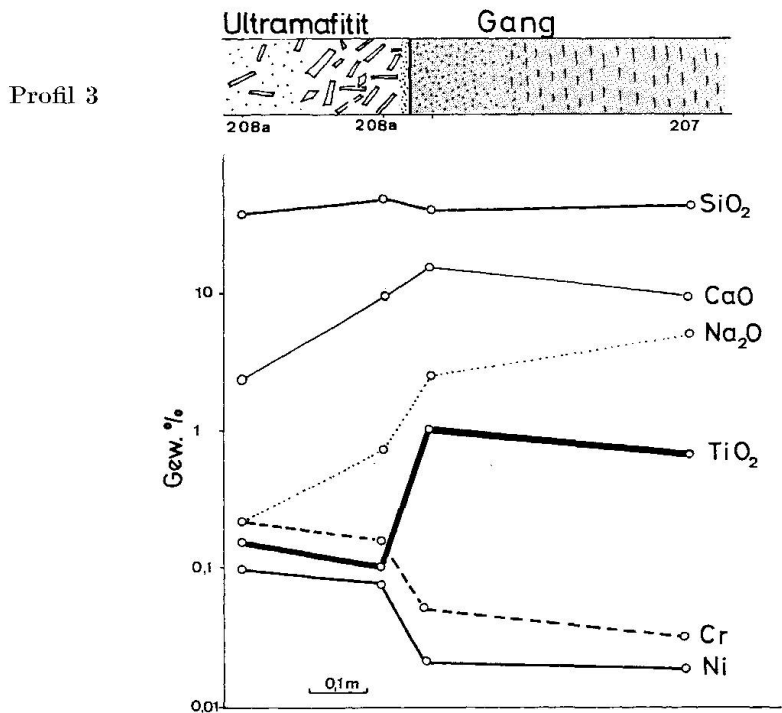 Ultramafitit Gang
Profil 3
208a 208a 207
SiO₂
10
CaO
Na₂O
1
TiO₂
Gew. %
0,1
Cr
Ni
0,1m
0,01